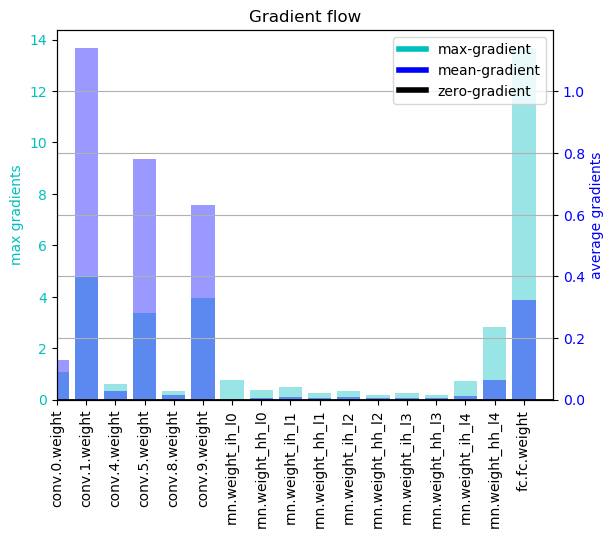 Gradient flow
max-gradient
mean-gradient
zero-gradient
max gradients
14
12
10
8
6
4
2
0
average gradients
1.0
0.8
0.6
0.4
0.2
0.0
conv.0.weight
conv.1.weight
conv.4.weight
conv.5.weight
conv.8.weight
conv.9.weight
rnn.weight_ih_l0
rnn.weight_hh_l0
rnn.weight_ih_l1
rnn.weight_hh_l1
rnn.weight_ih_l2
rnn.weight_hh_l2
rnn.weight_ih_l3
rnn.weight_hh_l3
rnn.weight_ih_l4
rnn.weight_hh_l4
fc.fc.weight